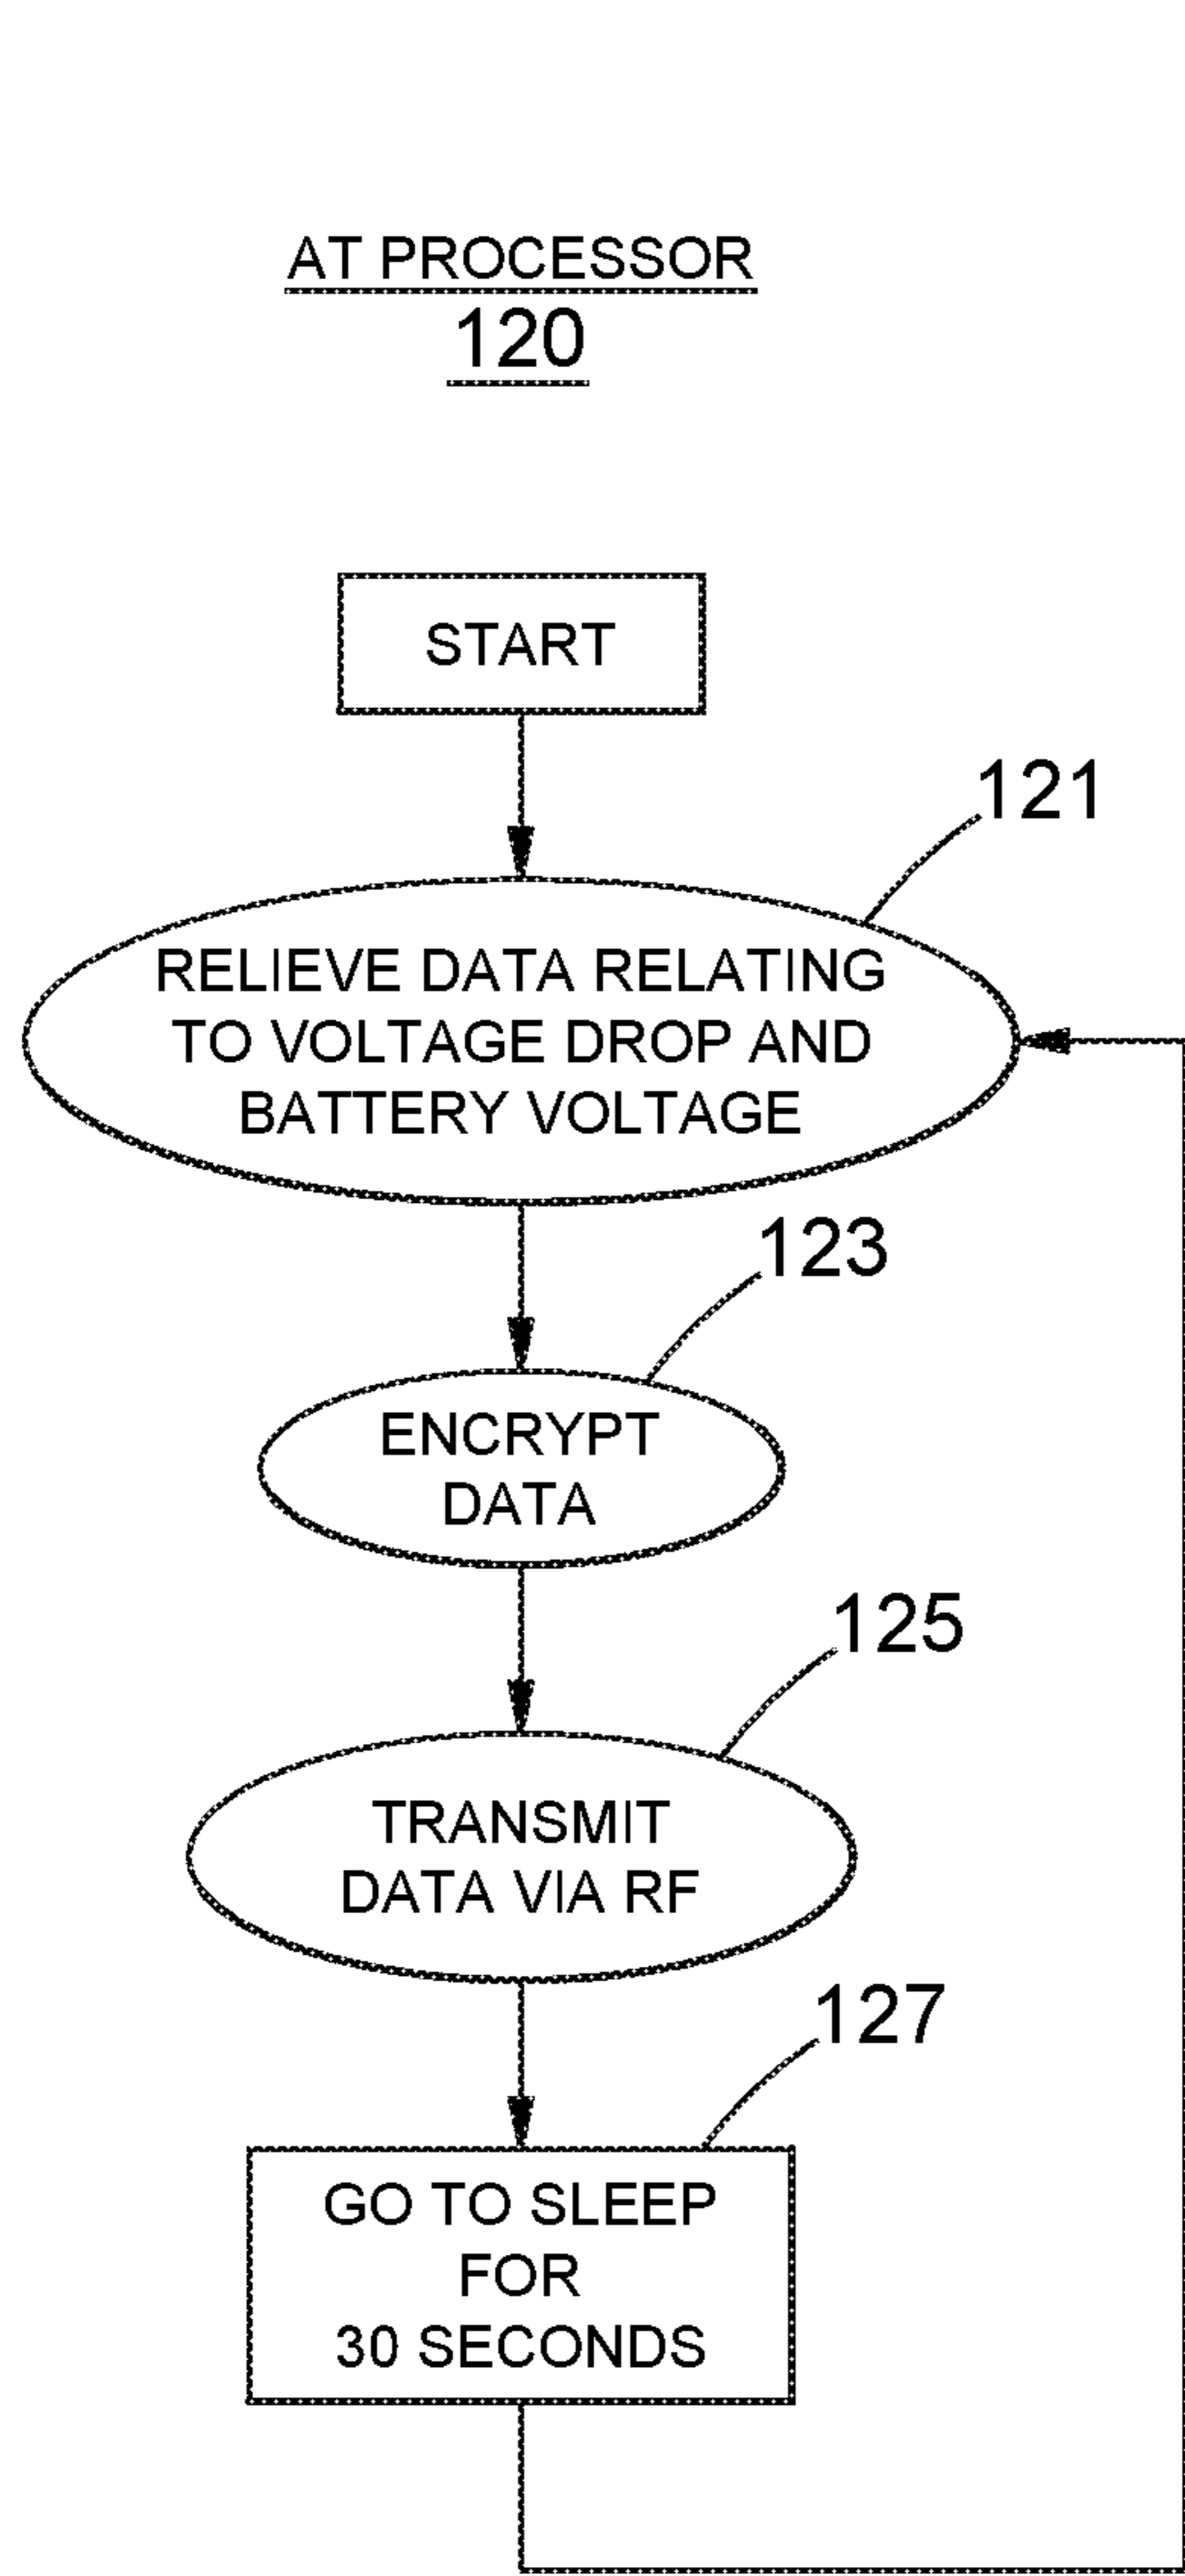 AT PROCESSOR
120
START
121
RELIEVE DATA RELATING
TO VOLTAGE DROP AND
BATTERY VOLTAGE
123
ENCRYPT
DATA
125
TRANSMIT
DATA VIA RF
127
GO TO SLEEP
FOR
30 SECONDS